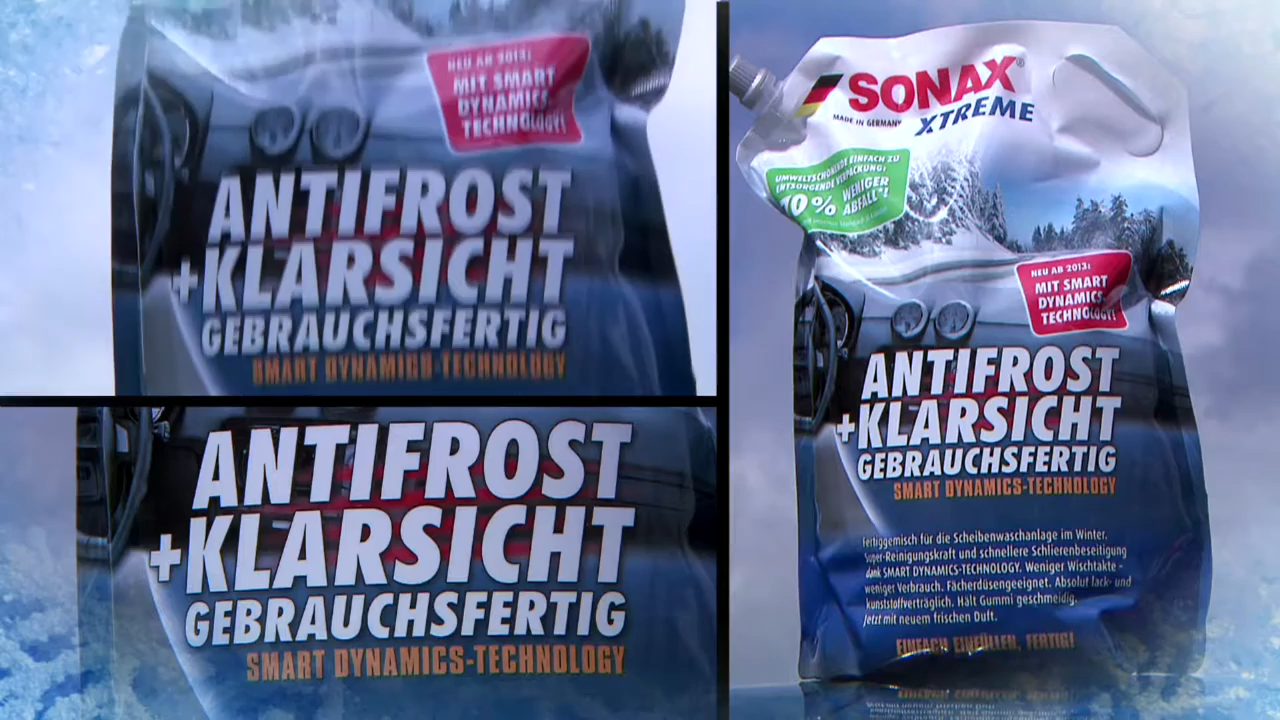 NEU AB 2013:
MIT SMART
DYNAMICS-
TECHNOLOGY!
ANTIFROST
+KLARSICHT
GEBRAUCHSFERTIG
SMART DYNAMICS-TECHNOLOGY
ANTIFROST
+KLARSICHT
GEBRAUCHSFERTIG
SMART DYNAMICS-TECHNOLOGY
SONAX®
MADE IN GERMANY
XTREME
UMWELTSCHONENDE EINFACH ZU
ENTSORGENDE VERPACKUNG:
70 % WENIGER
ABFALL*!
NEU AB 2013:
MIT SMART
DYNAMICS-
TECHNOLOGY!
ANTIFROST
+KLARSICHT
GEBRAUCHSFERTIG
SMART DYNAMICS-TECHNOLOGY
Fertiggemisch für die Scheibenwaschanlage im Winter.
Super-Reinigungskraft und schnellere Schlierenbeseitigung
dank SMART DYNAMICS-TECHNOLOGY. Weniger Wischtakte -
weniger Verbrauch. Fächerdüsengeeignet. Absolut lack- und
kunststoffverträglich. Hält Gummi geschmeidig.
Jetzt mit neuem frischen Duft.
EINFACH EINFÜLLEN, FERTIG!